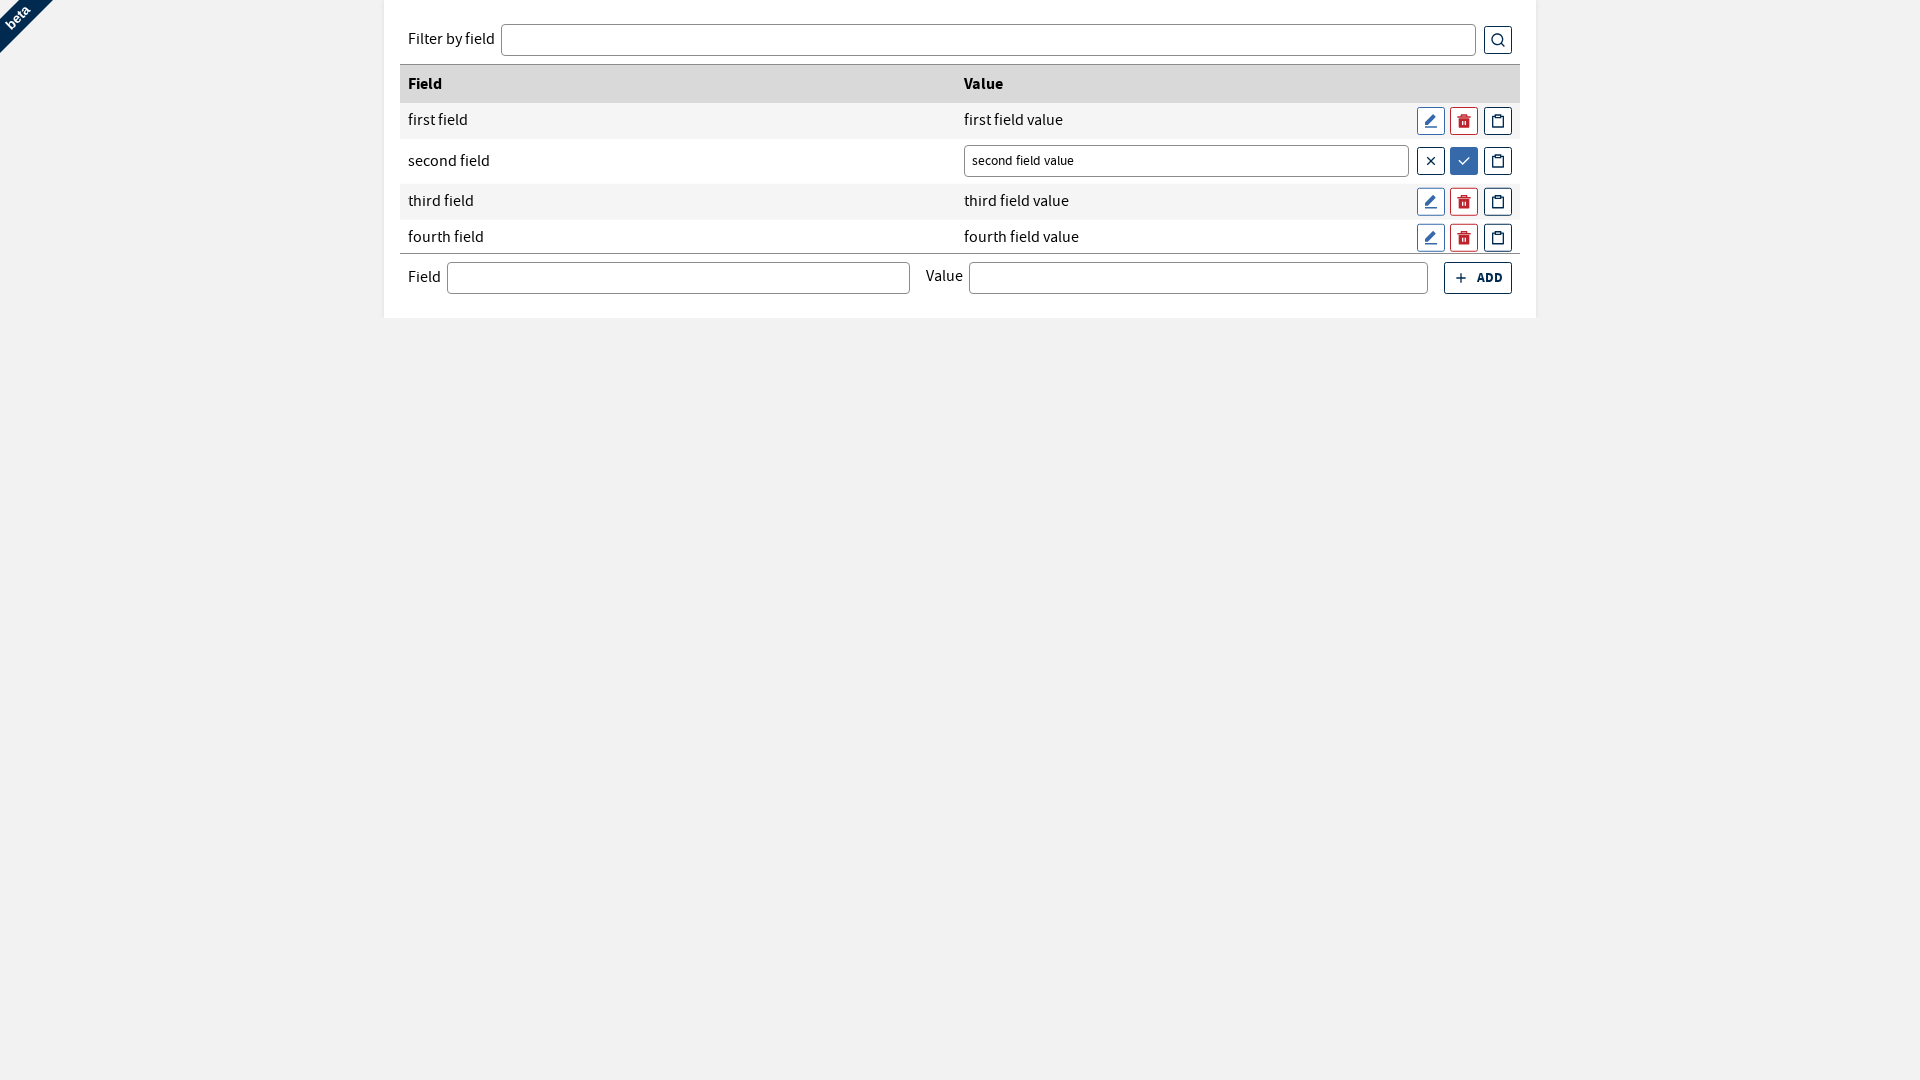 beta
Filter by field
Field Value
first field first field value
second field second field value
third field third field value
fourth field fourth field value
Field Value ADD